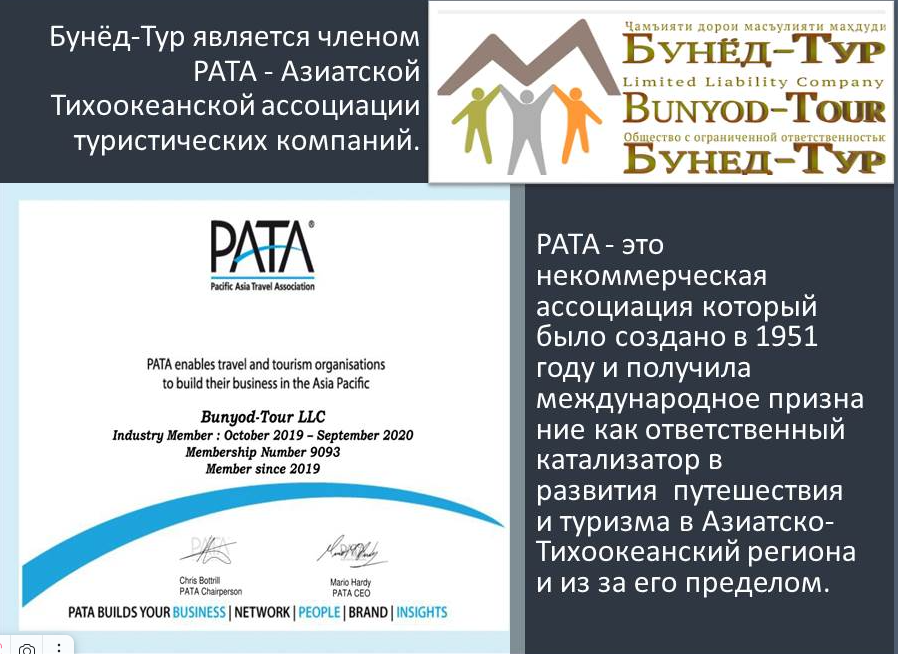 Бунёд-Тур является членом
PATA - Азиатской
Тихоокеанской ассоциации
туристических компаний.
Ҷамъияти дорои масъулияти маҳдуди
Бунёд-Тур
Limited Liability Company
Bunyod-Tour
Общество с ограниченной ответственностью
Бунед-Тур
PATA®
Pacific Asia Travel Association
PATA enables travel and tourism organisations
to build their business in the Asia Pacific
Bunyod-Tour LLC
Industry Member : October 2019 – September 2020
Membership Number 9093
Member since 2019
Chris Bottrill
PATA Chairperson
Mario Hardy
PATA CEO
PATA BUILDS YOUR BUSINESS | NETWORK | PEOPLE | BRAND | INSIGHTS
PATA - это
некоммерческая
ассоциация который
было создано в 1951
году и получила
международное призна
ние как ответственный
катализатор в
развития путешествия
и туризма в Азиатско-
Тихоокеанский региона
и из за его пределом.